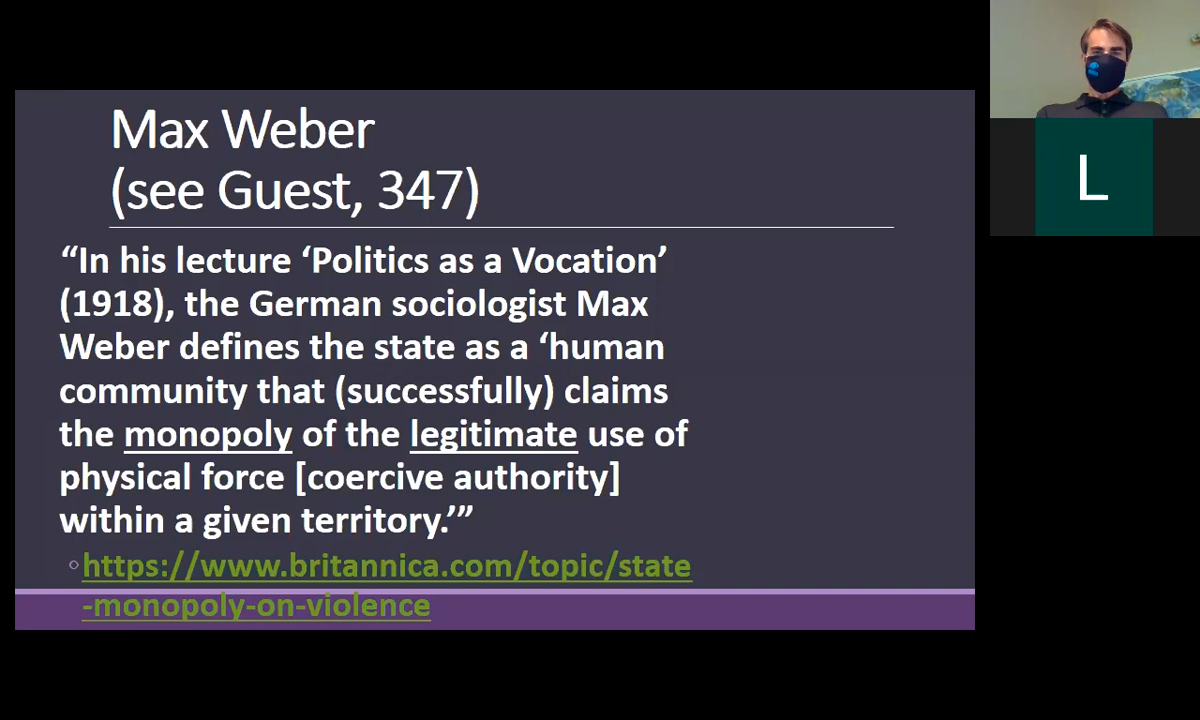 Max Weber
(see Guest, 347)
“In his lecture ‘Politics as a Vocation’
(1918), the German sociologist Max
Weber defines the state as a ‘human
community that (successfully) claims
the monopoly of the legitimate use of
physical force [coercive authority]
within a given territory.’”
https://www.britannica.com/topic/state
-monopoly-on-violence
L